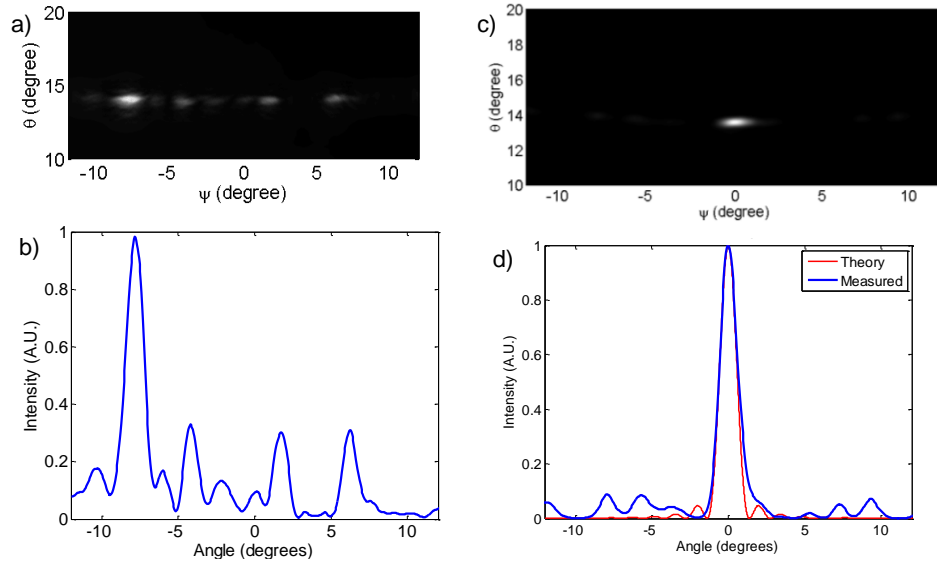 a)
20
15
10
θ (degree)
-10 -5 0 5 10
ψ (degree)
c)
20
18
16
14
12
10
θ (degree)
-10 -5 0 5 10
ψ (degree)
b)
1
0.8
0.6
0.4
0.2
0
Intensity (A.U.)
-10 -5 0 5 10
Angle (degrees)
d)
1
0.8
0.6
0.4
0.2
0
Intensity (A.U.)
-10 -5 0 5 10
Angle (degrees)
Theory
Measured